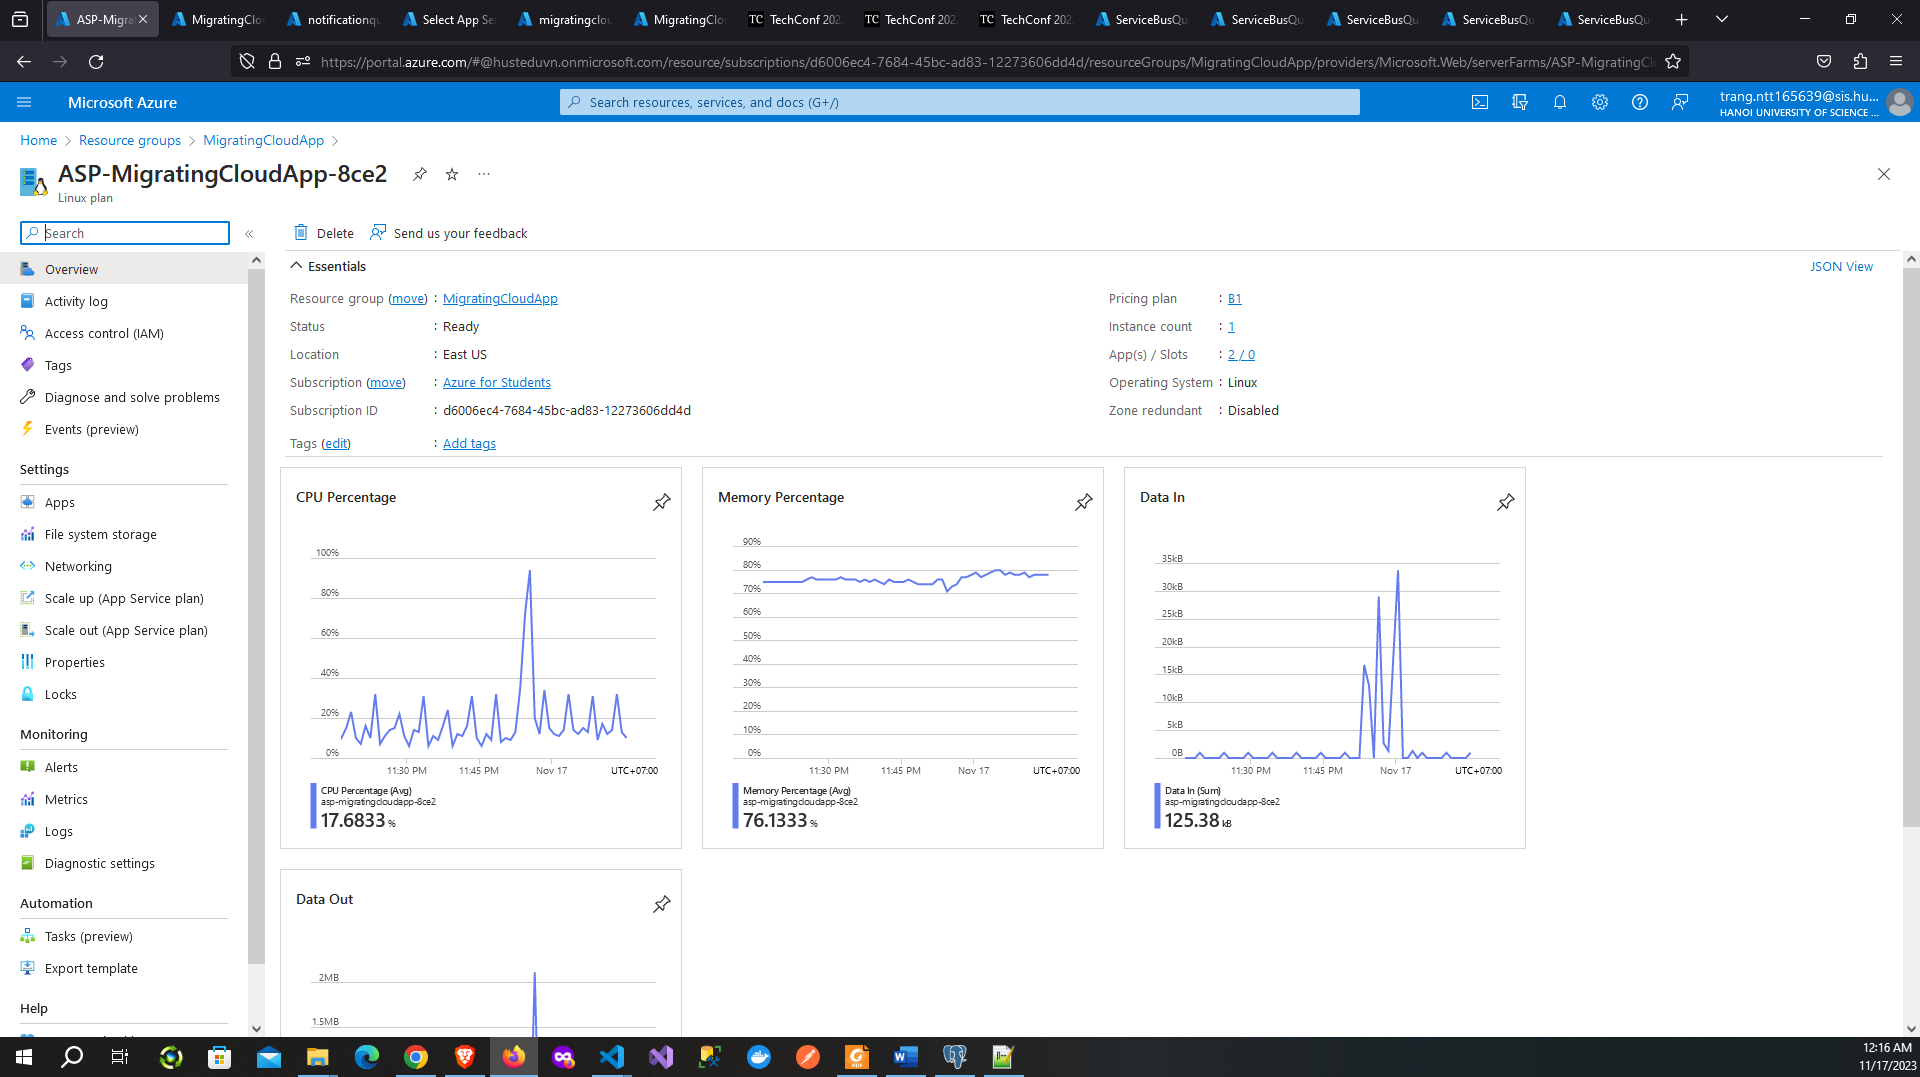 ASP-Migra
MigratingClo
notificationqu
Select App Se
migratingclou
MigratingClo
TechConf 202
TechConf 202
TechConf 202
ServiceBusQu
ServiceBusQu
ServiceBusQu
ServiceBusQu
ServiceBusQu
https://portal.azure.com/#@husteduvn.onmicrosoft.com/resource/subscriptions/d6006ec4-7684-45bc-ad83-12273606dd4d/resourceGroups/MigratingCloudApp/providers/Microsoft.Web/serverFarms/ASP-MigratingClo
Microsoft Azure
Search resources, services, and docs (G+/)
trang.ntt165639@sis.hu...
HANOI UNIVERSITY OF SCIENCE ...
Home > Resource groups > MigratingCloudApp >
ASP-MigratingCloudApp-8ce2
Linux plan
Search
Delete
Send us your feedback
Overview
Activity log
Access control (IAM)
Tags
Diagnose and solve problems
Events (preview)
Settings
Apps
File system storage
Networking
Scale up (App Service plan)
Scale out (App Service plan)
Properties
Locks
Monitoring
Alerts
Metrics
Logs
Diagnostic settings
Automation
Tasks (preview)
Export template
Help
Essentials
JSON View
Resource group (move) : MigratingCloudApp
Status : Ready
Location : East US
Subscription (move) : Azure for Students
Subscription ID : d6006ec4-7684-45bc-ad83-12273606dd4d
Tags (edit) : Add tags
Pricing plan : B1
Instance count : 1
App(s) / Slots : 2 / 0
Operating System : Linux
Zone redundant : Disabled
CPU Percentage
100%
80%
60%
40%
20%
0%
11:30 PM
11:45 PM
Nov 17
UTC+07:00
CPU Percentage (Avg)
asp-migratingcloudapp-8ce2
17.6833 %
Memory Percentage
90%
80%
70%
60%
50%
40%
30%
20%
10%
0%
11:30 PM
11:45 PM
Nov 17
UTC+07:00
Memory Percentage (Avg)
asp-migratingcloudapp-8ce2
76.1333 %
Data In
35kB
30kB
25kB
20kB
15kB
10kB
5kB
0B
11:30 PM
11:45 PM
Nov 17
UTC+07:00
Data In (Sum)
asp-migratingcloudapp-8ce2
125.38 kB
Data Out
2MB
1.5MB
12:16 AM
11/17/2023